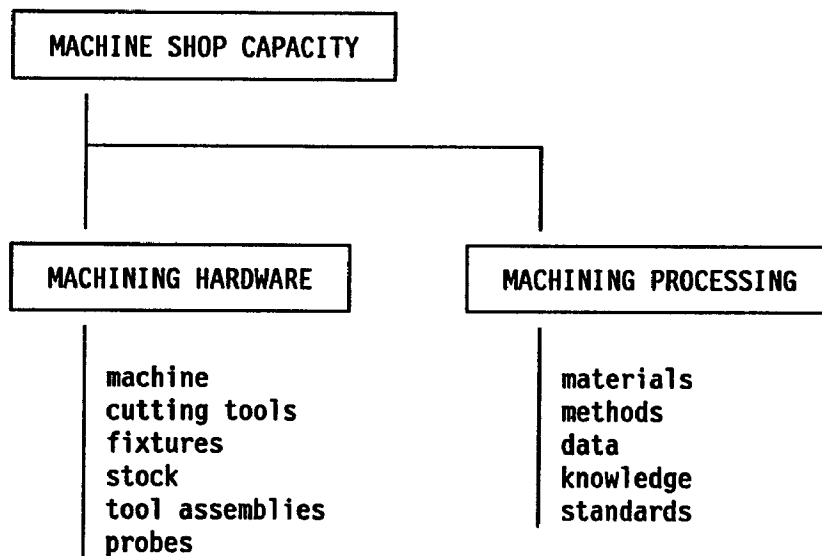 MACHINE SHOP CAPACITY
MACHINING HARDWARE
MACHINING PROCESSING
machine
cutting tools
fixtures
stock
tool assemblies
probes
materials
methods
data
knowledge
standards